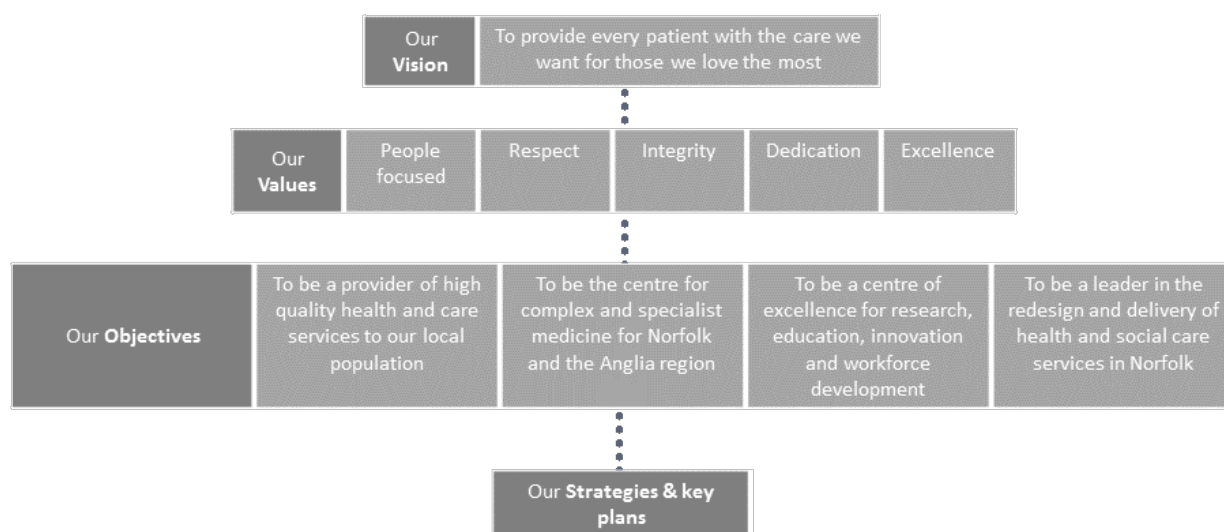 Our
Vision
To provide every patient with the care we
want for those we love the most
Our
Values
People
focused
Respect
Integrity
Dedication
Excellence
Our Objectives
To be a provider of high
quality health and care
services to our local
population
To be the centre for
complex and specialist
medicine for Norfolk
and the Anglia region
To be a centre of
excellence for research,
education, innovation
and workforce
development
To be a leader in the
redesign and delivery of
health and social care
services in Norfolk
Our Strategies & key
plans